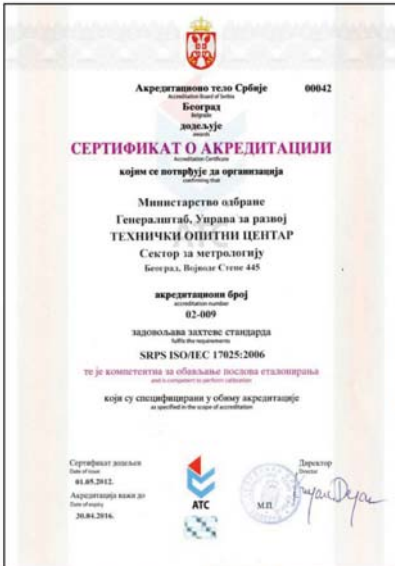 Акредитационо тело Србије 00042
Accreditation Board of Serbia
Београд
Belgrade
додељује
awards
СЕРТИФИКАТ О АКРЕДИТАЦИЈИ
Accreditation Certificate
којим се потврђује да организација
confirming that
Министарство одбране
Генералштаб, Управа за развој
ТЕХНИЧКИ ОПИТНИ ЦЕНТАР
Сектор за метрологију
Београд, Војводе Степе 445
акредитациони број
accreditation number
02-009
задовољава захтеве стандарда
fulfils the requirements
SRPS ISO/IEC 17025:2006
те је компетентна за обављање послова еталонирања
and is competent to perform calibration
који су специфицирани у обиму акредитације
as specified in the scope of accreditation
Сертификат додељен
Date of issue
01.05.2012.
Акредитација важи до
Date of expiry
30.04.2016.
АТС
М.П.
Директор
Director